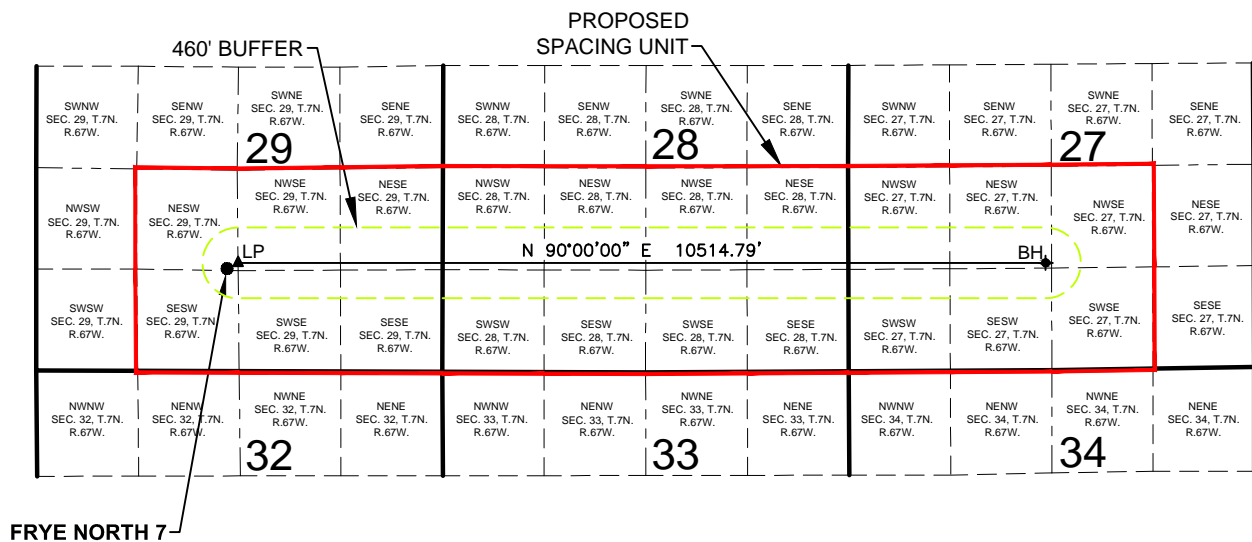 PROPOSED
SPACING UNIT
460' BUFFER
SWNW
SEC. 29, T.7N.
R.67W.
SENW
SEC. 29, T.7N.
R.67W.
SWNE
SEC. 29, T.7N.
R.67W.
SENE
SEC. 29, T.7N.
R.67W.
SWNW
SEC. 28, T.7N.
R.67W.
SENW
SEC. 28, T.7N.
R.67W.
SWNE
SEC. 28, T.7N.
R.67W.
SENE
SEC. 28, T.7N.
R.67W.
SWNW
SEC. 27, T.7N.
R.67W.
SENW
SEC. 27, T.7N.
R.67W.
SWNE
SEC. 27, T.7N.
R.67W.
SENE
SEC. 27, T.7N.
R.67W.
29
28
27
NWSW
SEC. 29, T.7N.
R.67W.
NESW
SEC. 29, T.7N.
R.67W.
NWSE
SEC. 29, T.7N.
R.67W.
NESE
SEC. 29, T.7N.
R.67W.
NWSW
SEC. 28, T.7N.
R.67W.
NESW
SEC. 28, T.7N.
R.67W.
NWSE
SEC. 28, T.7N.
R.67W.
NESE
SEC. 28, T.7N.
R.67W.
NWSW
SEC. 27, T.7N.
R.67W.
NESW
SEC. 27, T.7N.
R.67W.
NWSE
SEC. 27, T.7N.
R.67W.
NESE
SEC. 27, T.7N.
R.67W.
LP
N 90°00'00" E 10514.79'
BH
SWSW
SEC. 29, T.7N.
R.67W.
SESW
SEC. 29, T.7N
R.67W.
SWSE
SEC. 29, T.7N.
R.67W.
SESE
SEC. 29, T.7N.
R.67W.
SWSW
SEC. 28, T.7N.
R.67W.
SESW
SEC. 28, T.7N.
R.67W.
SWSE
SEC. 28, T.7N.
R.67W.
SESE
SEC. 28, T.7N.
R.67W.
SWSW
SEC. 27, T.7N.
R.67W.
SESW
SEC. 27, T.7N.
R.67W.
SWSE
SEC. 27, T.7N.
R.67W.
SESE
SEC. 27, T.7N.
R.67W.
NWNW
SEC. 32, T.7N.
R.67W.
NENW
SEC. 32, T.7N.
R.67W.
NWNE
SEC. 32, T.7N.
R.67W.
NENE
SEC. 32, T.7N.
R.67W.
NWNW
SEC. 33, T.7N.
R.67W.
NENW
SEC. 33, T.7N.
R.67W.
NWNE
SEC. 33, T.7N.
R.67W.
NENE
SEC. 33, T.7N.
R.67W.
NWNW
SEC. 34, T.7N.
R.67W.
NENW
SEC. 34, T.7N.
R.67W.
NWNE
SEC. 34, T.7N.
R.67W.
NENE
SEC. 34, T.7N.
R.67W.
32
33
34
FRYE NORTH 7